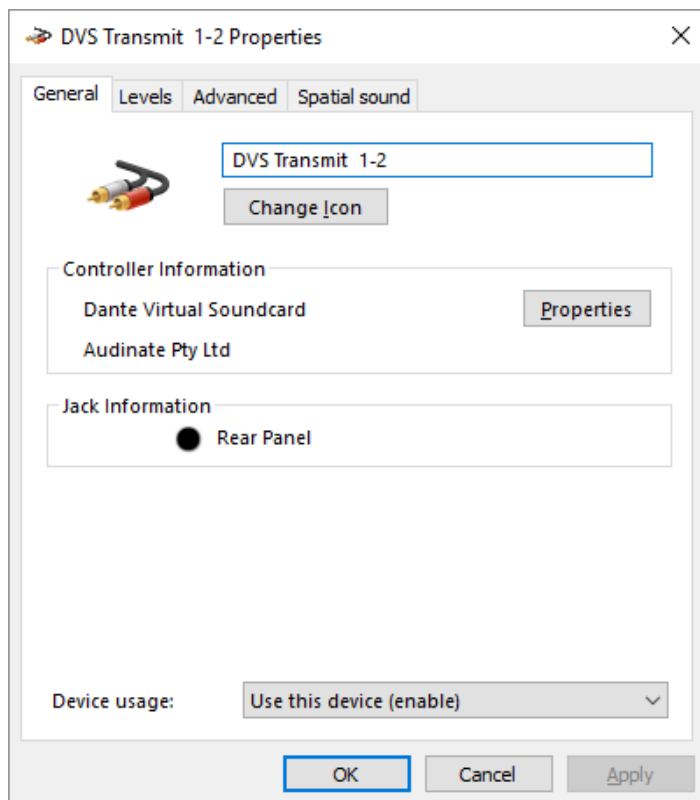 DVS Transmit  1-2 Properties
General Levels Advanced Spatial sound
DVS Transmit  1-2
Change Icon
Controller Information
Dante Virtual Soundcard Properties
Audinate Pty Ltd
Jack Information
Rear Panel
Device usage: Use this device (enable)
OK Cancel Apply